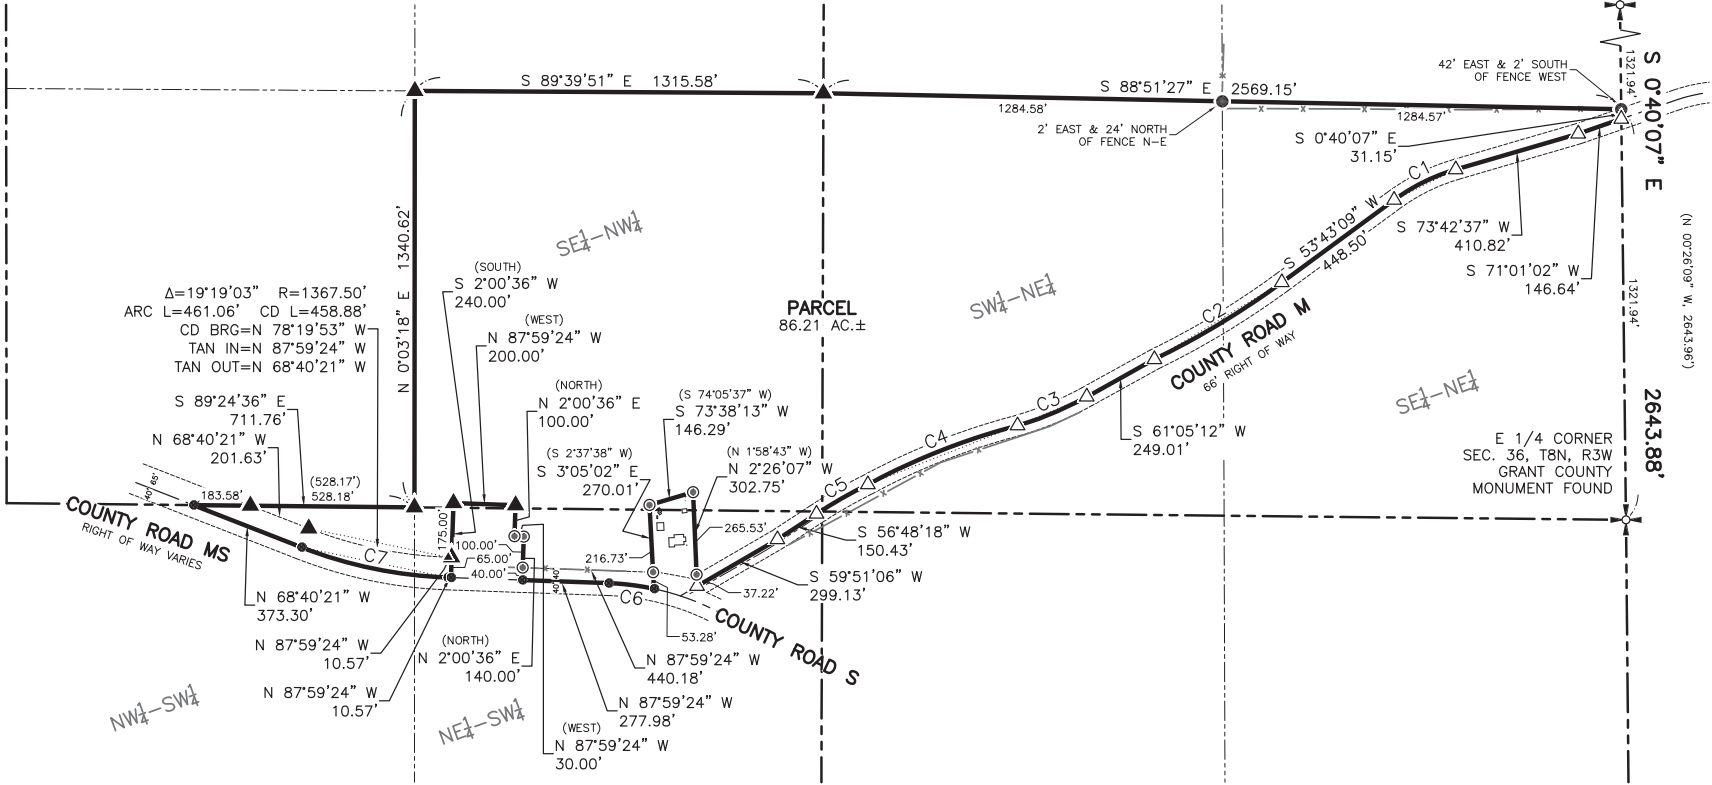 S 89°39'51" E 1315.58'
S 88°51'27" E 2569.15'
1284.58'
1284.57'
42' EAST & 2' SOUTH
OF FENCE WEST
2' EAST & 24' NORTH
OF FENCE N-E
1321.94'
S 0°40'07" E
2643.88'
(N 00°26'09" W, 2643.96')
1321.94'
S 0°40'07" E
31.15'
C1
S 73°42'37" W
410.82'
S 71°01'02" W
146.64'
S 53°43'09" W
448.50'
N 0°03'18" E 1340.62'
SE¼-NW¼
SW¼-NE¼
SE¼-NE¼
PARCEL
86.21 AC.±
Δ=19°19'03" R=1367.50'
ARC L=461.06' CD L=458.88'
CD BRG=N 78°19'53" W
TAN IN=N 87°59'24" W
TAN OUT=N 68°40'21" W
(SOUTH)
S 2°00'36" W
240.00'
(WEST)
N 87°59'24" W
200.00'
(NORTH)
N 2°00'36" E
100.00'
(S 74°05'37" W)
S 73°38'13" W
146.29'
(S 2°37'38" W)
S 3°05'02" E
270.01'
(N 1°58'43" W)
N 2°26'07" W
302.75'
C2
COUNTY ROAD M
66' RIGHT OF WAY
C3
S 61°05'12" W
249.01'
C4
C5
E 1/4 CORNER
SEC. 36, T8N, R3W
GRANT COUNTY
MONUMENT FOUND
S 89°24'36" E
711.76'
N 68°40'21" W
201.63'
(528.17')
528.18'
183.58'
40' 65'
COUNTY ROAD MS
RIGHT OF WAY VARIES
C7
175.00'
100.00'
65.00'
40.00'
40' 40'
216.73'
265.53'
S 56°48'18" W
150.43'
S 59°51'06" W
299.13'
37.22'
C6
53.28'
COUNTY ROAD S
N 68°40'21" W
373.30'
N 87°59'24" W
10.57'
N 87°59'24" W
10.57'
(NORTH)
N 2°00'36" E
140.00'
N 87°59'24" W
440.18'
N 87°59'24" W
277.98'
(WEST)
N 87°59'24" W
30.00'
NW¼-SW¼
NE¼-SW¼